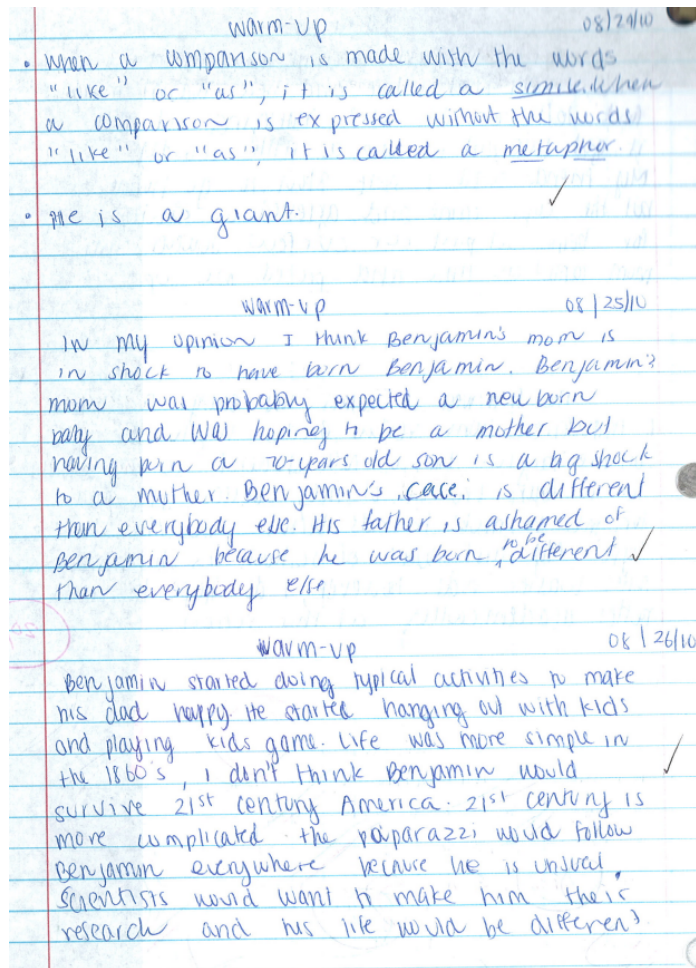 warm-up 08/24/10
• When a comparison is made with the words
"like" or "as", it is called a simile. When
a comparison is expressed without the words
"like" or "as", it is called a metaphor.
• He is a giant.
warm-up 08/25/10
In my opinion I think Benjamin's mom is
in shock to have born Benjamin. Benjamin's
mom was probably expected a new born
baby and was hoping to be a mother but
having born a 70-years old son is a big shock
to a mother. Benjamin's case, is different
than everybody else. His father is ashamed of
Benjamin because he was born to be different
than everybody else
warm-up 08/26/10
Benjamin started doing typical activities to make
his dad happy. He started hanging out with kids
and playing kids game. Life was more simple in
the 1860's, i don't think Benjamin would
survive 21st century America. 21st century is
more complicated. the paparazzi would follow
Benjamin everywhere because he is unsual.
Scientists would want to make him their
research and his life would be different.